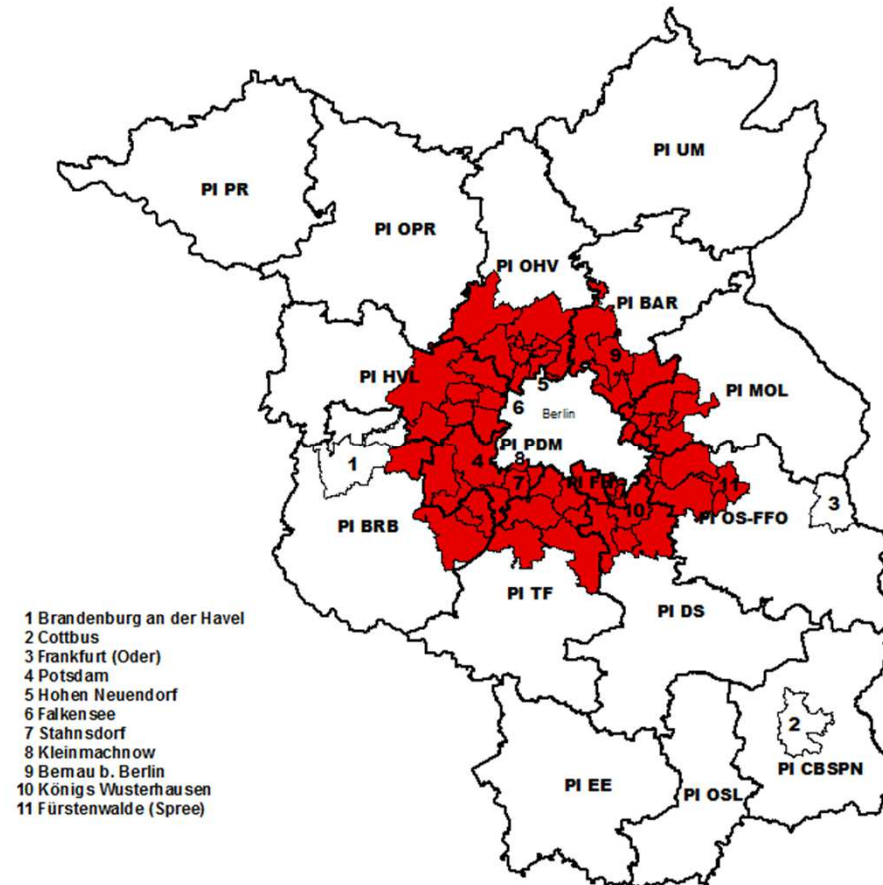 PI UM
PI PR
PI OPR
PI OHV
PI BAR
9
PI HVL
5
6
Berlin
PI MOL
PI PDM
8
1
4
7
PI
11
10
3
PI BRB
PI OS-FFO
PI TF
PI DS
2
PI CBSPN
PI EE
PI OSL
1 Brandenburg an der Havel
2 Cottbus
3 Frankfurt (Oder)
4 Potsdam
5 Hohen Neuendorf
6 Falkensee
7 Stahnsdorf
8 Kleinmachnow
9 Bernau b. Berlin
10 Königs Wusterhausen
11 Fürstenwalde (Spree)